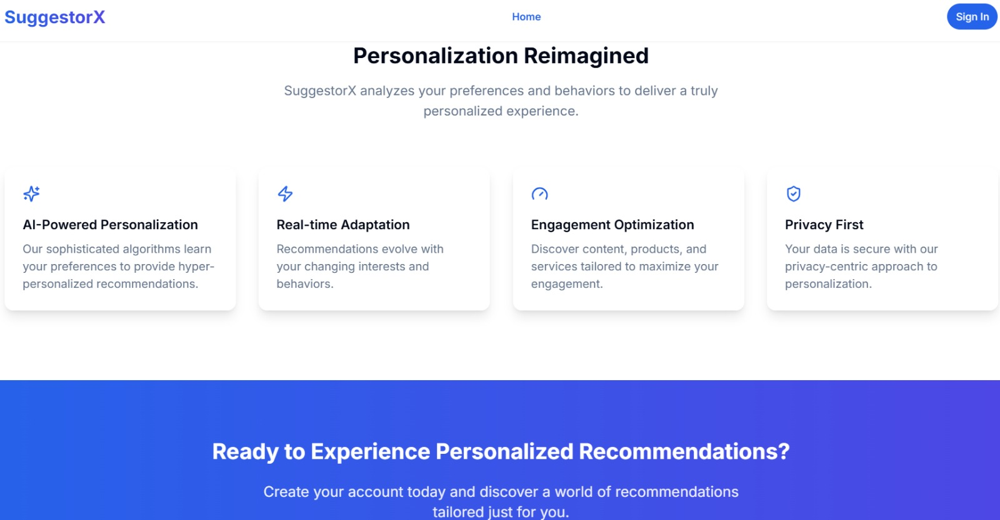 SuggestorX
Home
Sign In
Personalization Reimagined
SuggestorX analyzes your preferences and behaviors to deliver a truly
personalized experience.
AI-Powered Personalization
Our sophisticated algorithms learn
your preferences to provide hyper-
personalized recommendations.
Real-time Adaptation
Recommendations evolve with
your changing interests and
behaviors.
Engagement Optimization
Discover content, products, and
services tailored to maximize your
engagement.
Privacy First
Your data is secure with our
privacy-centric approach to
personalization.
Ready to Experience Personalized Recommendations?
Create your account today and discover a world of recommendations
tailored just for you.